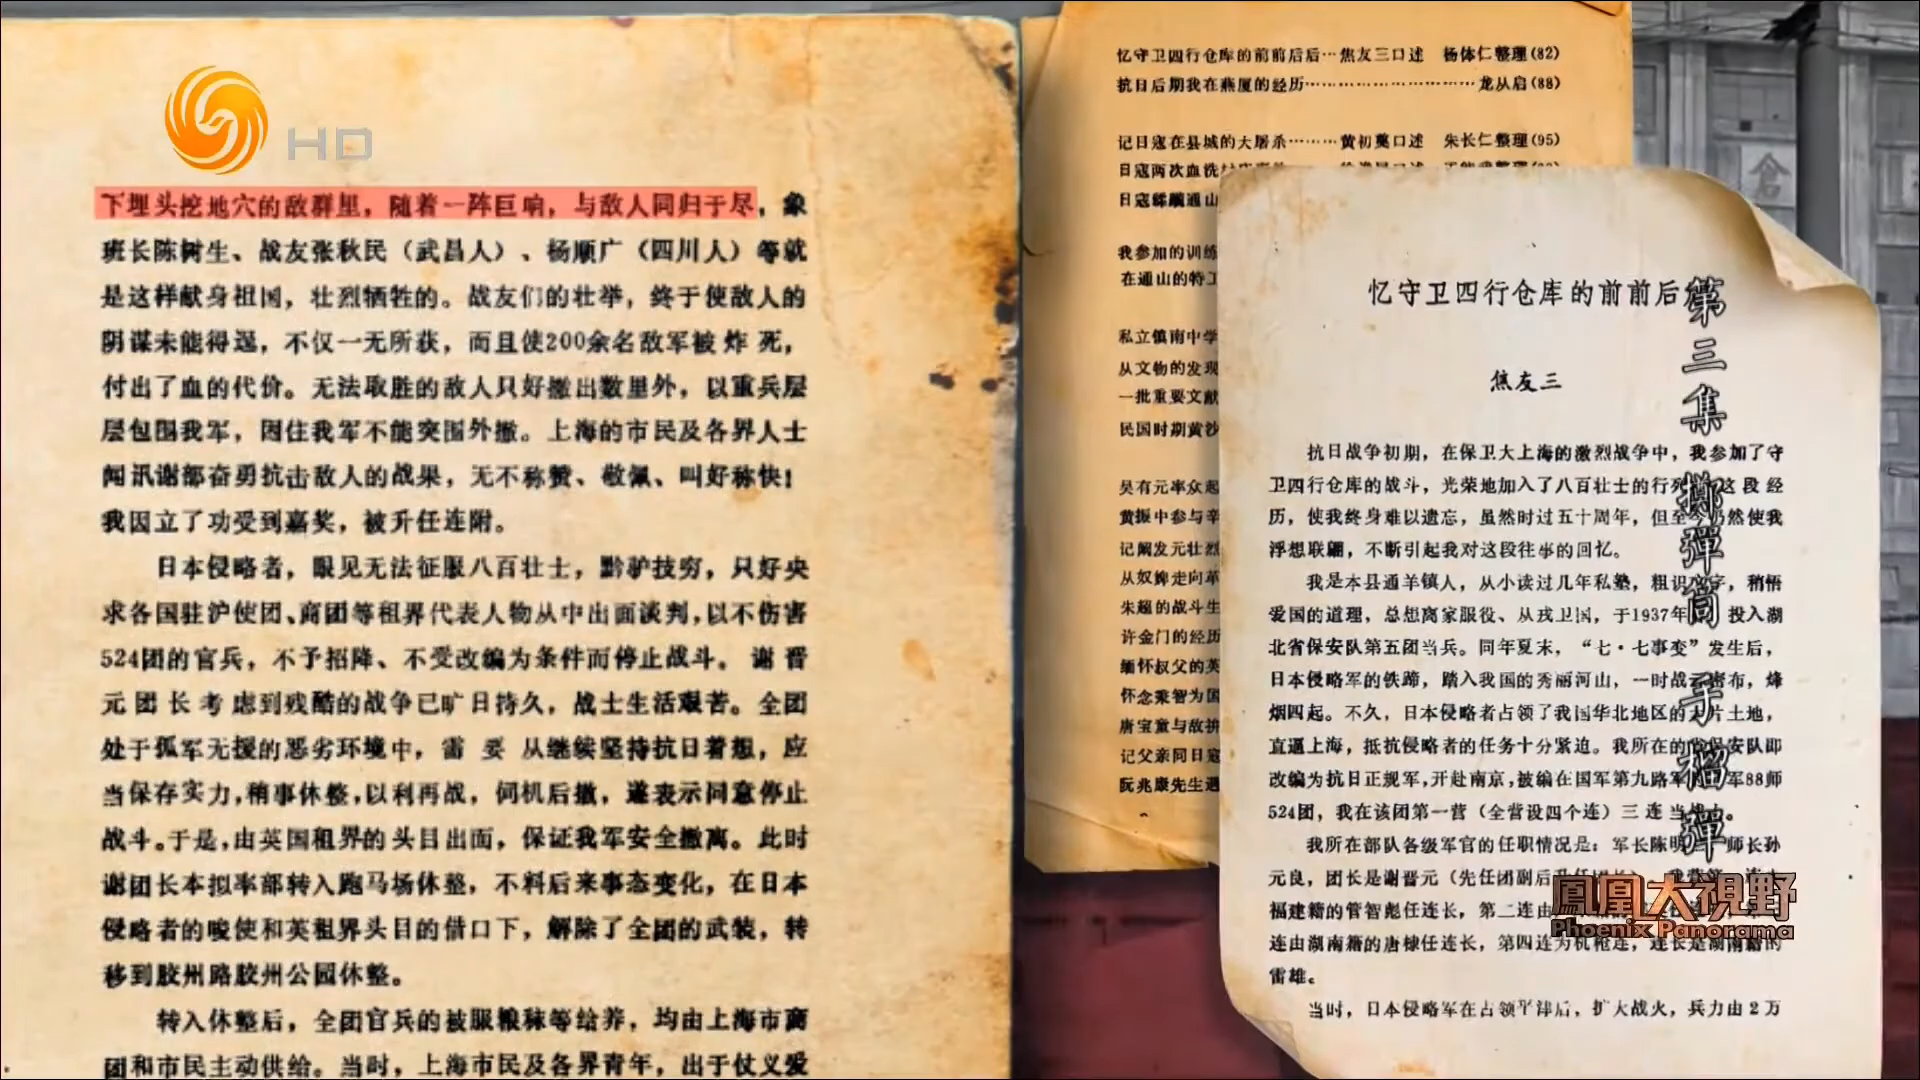 HD
下埋头挖地穴的敌群里，随着一阵巨响，与敌人同归于尽，象
班长陈树生、战友张秋民（武昌人）、杨顺广（四川人）等就
是这样献身祖国，壮烈牺牲的。战友们的壮举，终于使敌人的
阴谋未能得逞，不仅一无所获，而且使200余名敌军被炸死，
付出了血的代价。无法取胜的敌人只好撤出数里外，以重兵层
层包围我军，困住我军不能突围外撤。上海的市民及各界人士
闻讯谢部奋勇抗击敌人的战果，无不称赞、敬佩、叫好称快！
我因立了功受到嘉奖，被升任连附。
日本侵略者，眼见无法征服八百壮士，黔驴技穷，只好央
求各国驻沪使团、商团等租界代表人物从中出面谈判，以不伤害
524团的官兵，不予招降、不受改编为条件而停止战斗。谢晋
元团长考虑到残酷的战争已旷日持久，战士生活艰苦。全团
处于孤军无援的恶劣环境中，需要从继续坚持抗日着想，应
当保存实力，稍事休整，以利再战，伺机后撤，遂表示同意停止
战斗。于是，由英国租界的头目出面，保证我军安全撤离。此时
谢团长本拟率部转入跑马场休整，不料后来事态变化，在日本
侵略者的唆使和英租界头目的借口下，解除了全团的武装，转
移到胶州路胶州公园休整。
转入休整后，全团官兵的被服粮秣等给养，均由上海市商
团和市民主动供给。当时，上海市民及各界青年，出于仗义爱
忆守卫四行仓库的前前后后…焦友三口述 杨体仁整理(82)
抗日后期我在燕厦的经历……………………龙从启(88)
记日寇在县城的大屠杀………黄初蕈口述 朱长仁整理(95)
日寇两次血洗
日寇蹂躏通山
我参加的训练
在通山的特工
私立镇南中学
从文物的发现
一批重要文献
民国时期黄沙
吴有元率众起
黄振中参与辛
记阚发元壮烈
从奴婢走向革
朱超的战斗生
许金门的经历
缅怀叔父的英
怀念秉智为国
唐宝童与敌拼
记父亲同日寇
阮兆康先生遇
倉
忆守卫四行仓库的前前后
焦友三
抗日战争初期，在保卫大上海的激烈战争中，我参加了守
卫四行仓库的战斗，光荣地加入了八百壮士的行列 这段经
历，使我终身难以遗忘，虽然时过五十周年，但至今仍然使我
浮想联翩，不断引起我对这段往事的回忆。
我是本县通羊镇人，从小读过几年私塾，粗识文字，稍悟
爱国的道理，总想离家服役、从戎卫国，于1937年 投入湖
北省保安队第五团当兵。同年夏末，“七·七事变”发生后，
日本侵略军的铁蹄，踏入我国的秀丽河山，一时战云密布，烽
烟四起。不久，日本侵略者占领了我国华北地区的大片土地，
直逼上海，抵抗侵略者的任务十分紧迫。我所在的省保安队即
改编为抗日正规军，开赴南京，被编在国军第九路军 军88师
524团，我在该团第一营（全营设四个连）三连当战士。
我所在部队各级军官的任职情况是：军长陈明 师长孙
元良，团长是谢晋元（先任团副后升任团长）
福建籍的管智彪任连长，第二连由
连由湖南籍的唐棣任连长，第四连为机枪连，连长是湖南籍的
雷雄。
当时，日本侵略军在占领平津后，扩大战火，兵力由2万
第三集 擲彈筒 手榴彈
鳳凰大視野
Phoenix Panorama